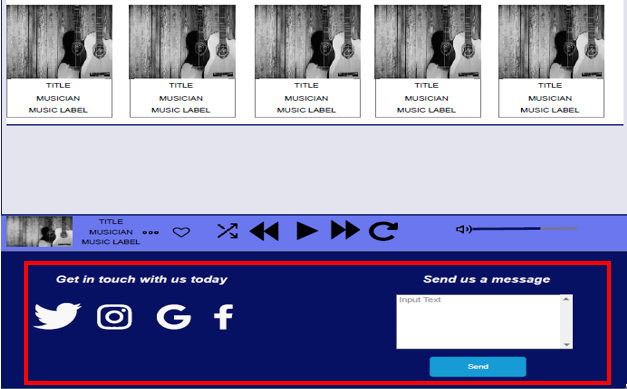 TITLE TITLE TITLE TITLE TITLE
MUSICIAN MUSICIAN MUSICIAN MUSICIAN MUSICIAN
MUSIC LABEL MUSIC LABEL MUSIC LABEL MUSIC LABEL MUSIC LABEL
TITLE
MUSICIAN
MUSIC LABEL
Get in touch with us today
Send us a message
Input Text
Send